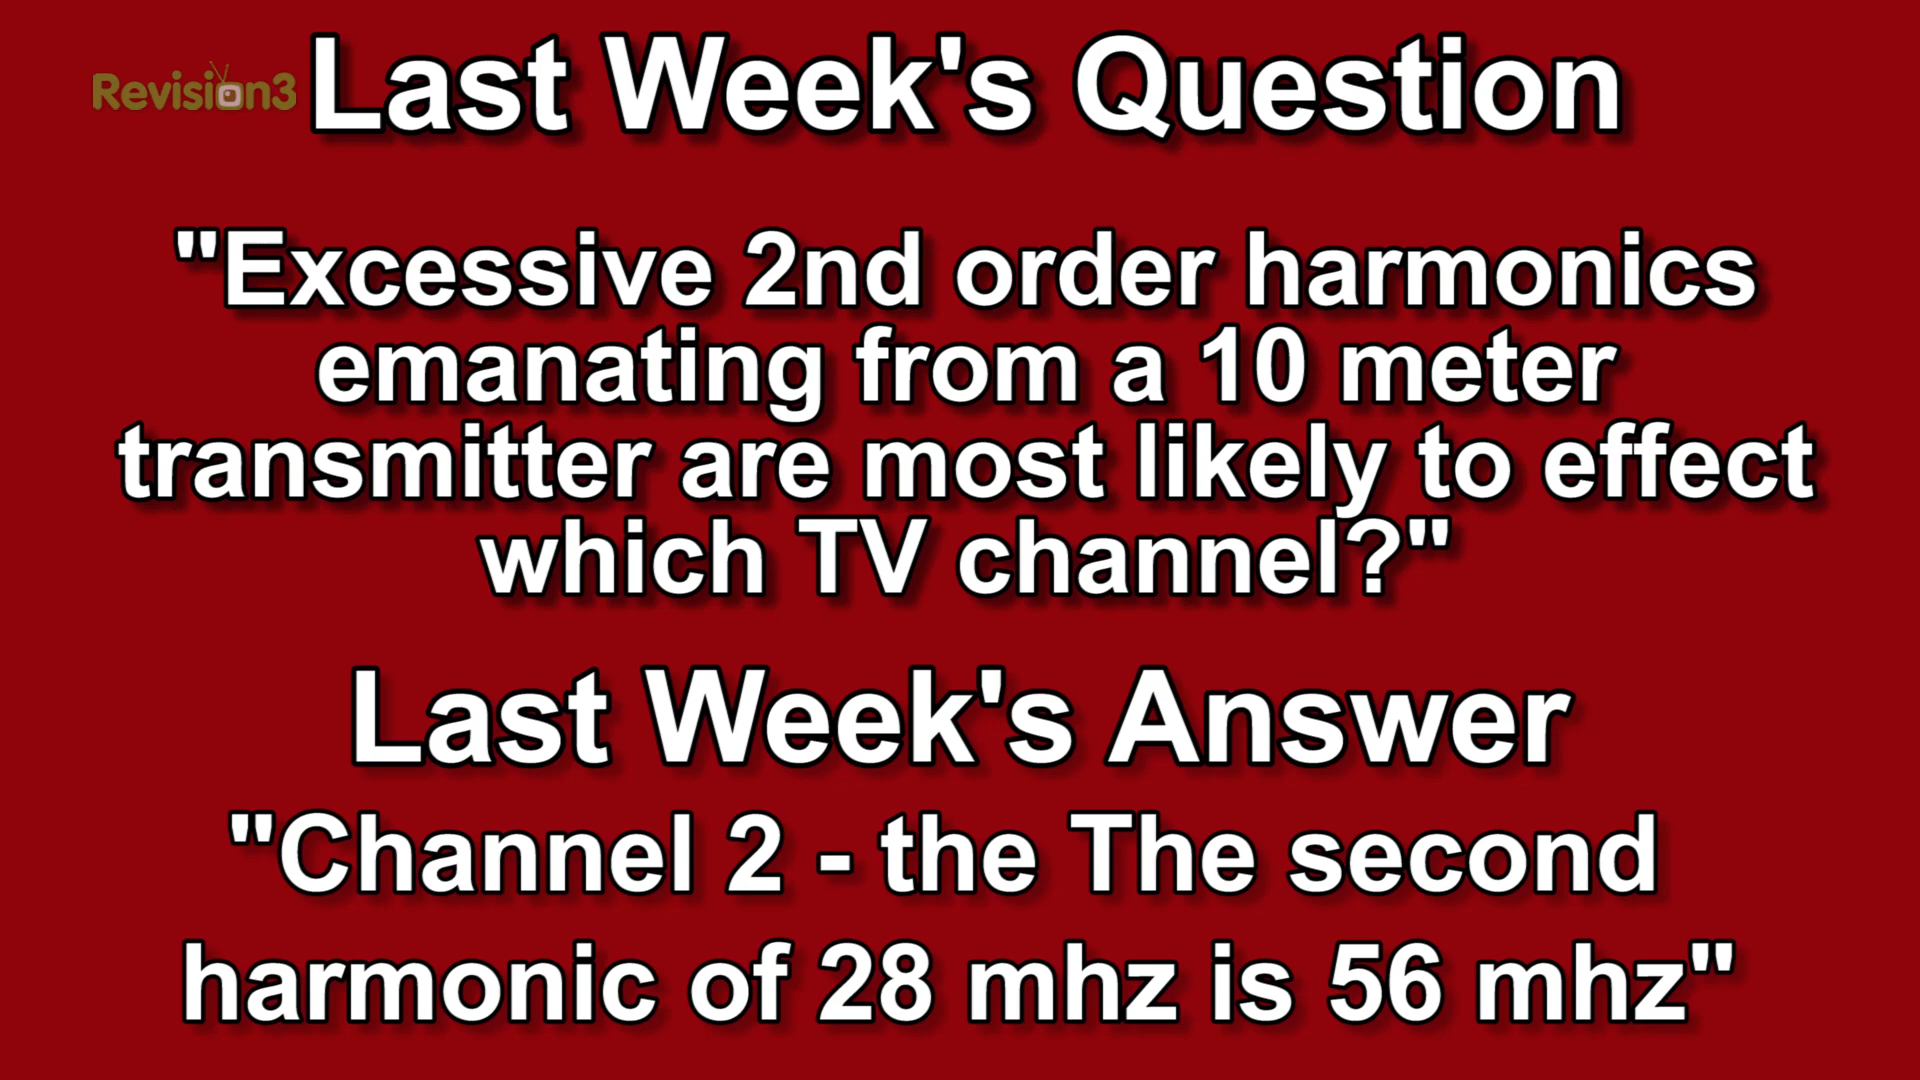 Revision3
Last Week's Question
"Excessive 2nd order harmonics
emanating from a 10 meter
transmitter are most likely to effect
which TV channel?"
Last Week's Answer
"Channel 2 - the The second
harmonic of 28 mhz is 56 mhz"